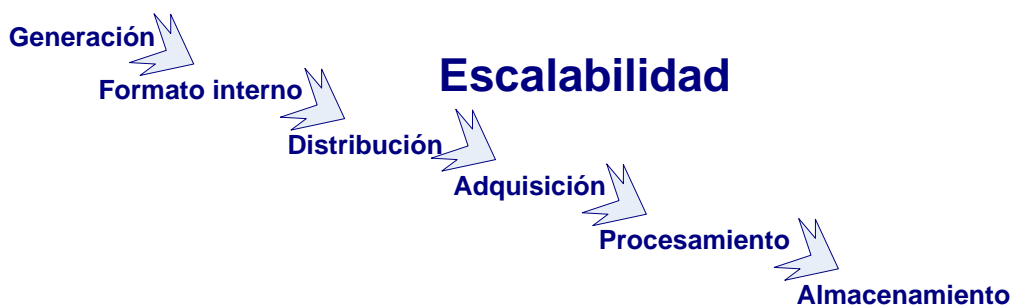 Generación
Escalabilidad
Formato interno
Distribución
Adquisición
Procesamiento
Almacenamiento